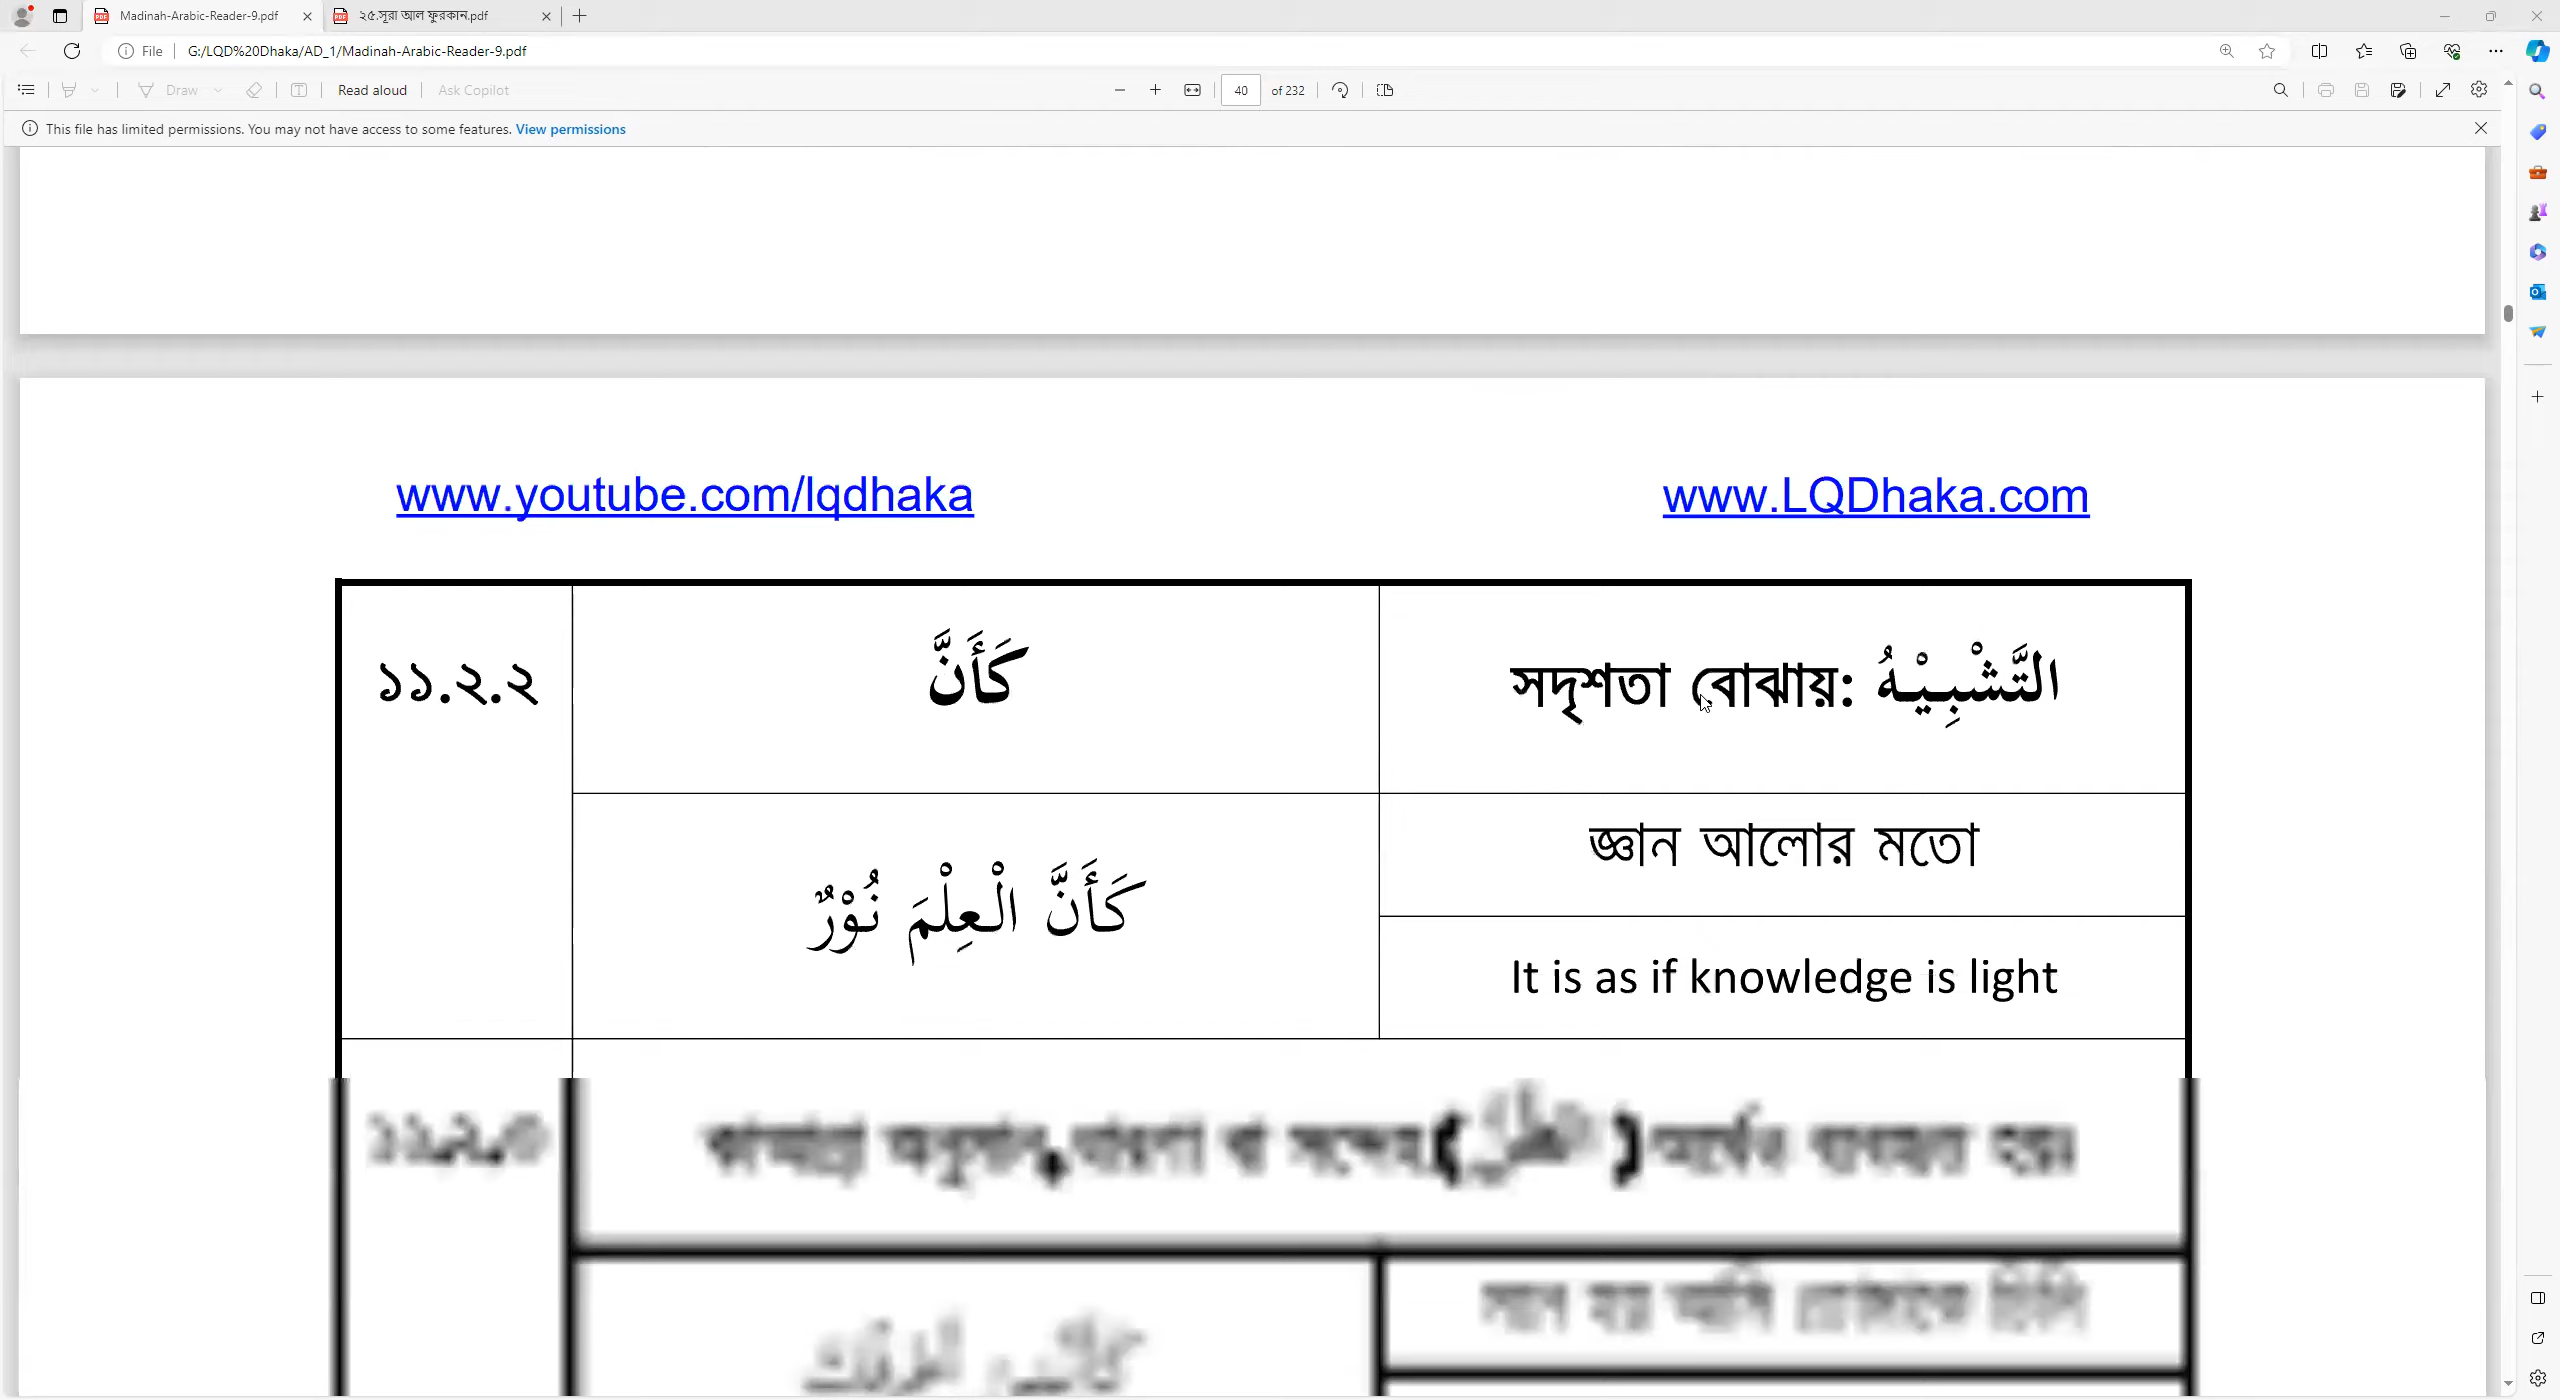 Madinah-Arabic-Reader-9.pdf
২৫.সূরা আল ফুরকান.pdf
File
G:/LQD%20Dhaka/AD_1/Madinah-Arabic-Reader-9.pdf
Draw
Read aloud
Ask Copilot
40
of 232
This file has limited permissions. You may not have access to some features. View permissions
www.youtube.com/lqdhaka
www.LQDhaka.com
১১.২.২
كَأَنَّ
সদৃশতা বোঝায়: التَّشْبِيْهُ
كَأَنَّ الْعِلْمَ نُوْرٌ
জ্ঞান আলোর মতো
It is as if knowledge is light
১১.২.৩